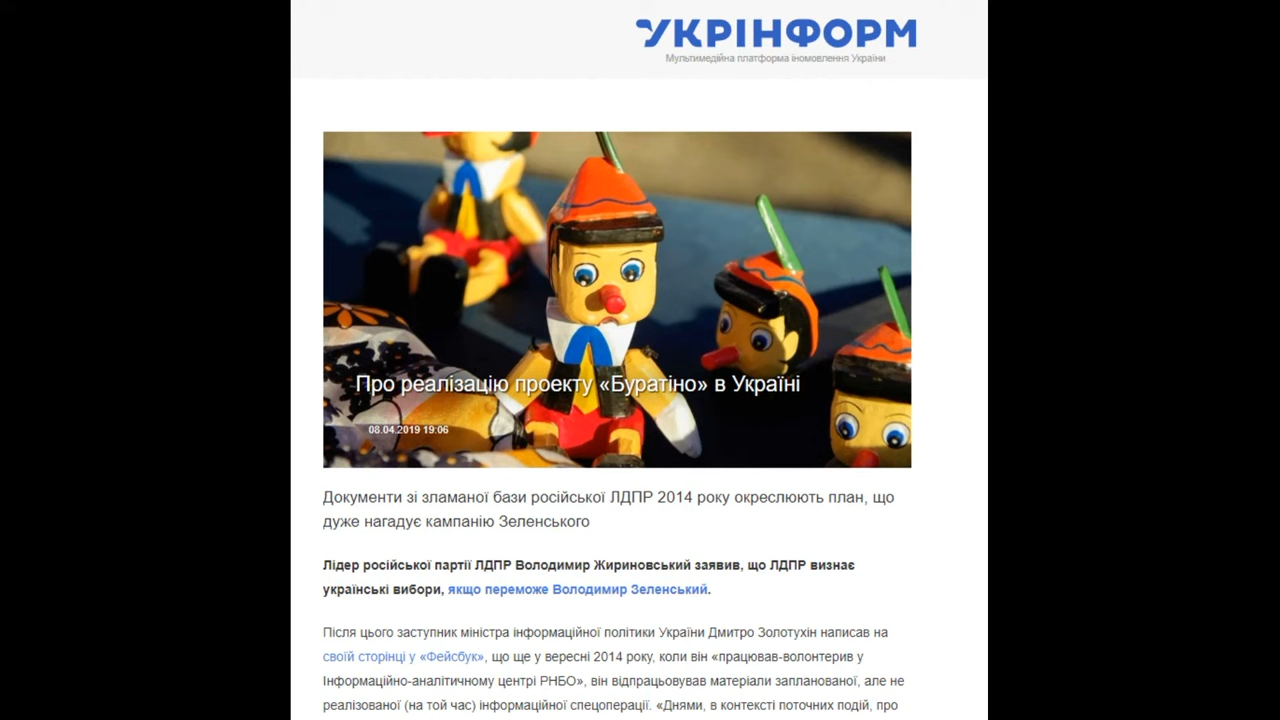 УКРІНФОРМ
Мультимедійна платформа іномовлення України
Про реалізацію проекту «Буратіно» в Україні
08.04.2019 19:06
Документи зі зламаної бази російської ЛДПР 2014 року окреслюють план, що
дуже нагадує кампанію Зеленського
Лідер російської партії ЛДПР Володимир Жириновський заявив, що ЛДПР визнає
українські вибори, якщо переможе Володимир Зеленський.
Після цього заступник міністра інформаційної політики України Дмитро Золотухін написав на
своїй сторінці у «Фейсбук», що ще у вересні 2014 року, коли він «працював-волонтерив у
Інформаційно-аналітичному центрі РНБО», він відпрацьовував матеріали запланованої, але не
реалізованої (на той час) інформаційної спецоперації. «Днями, в контексті поточних подій, про